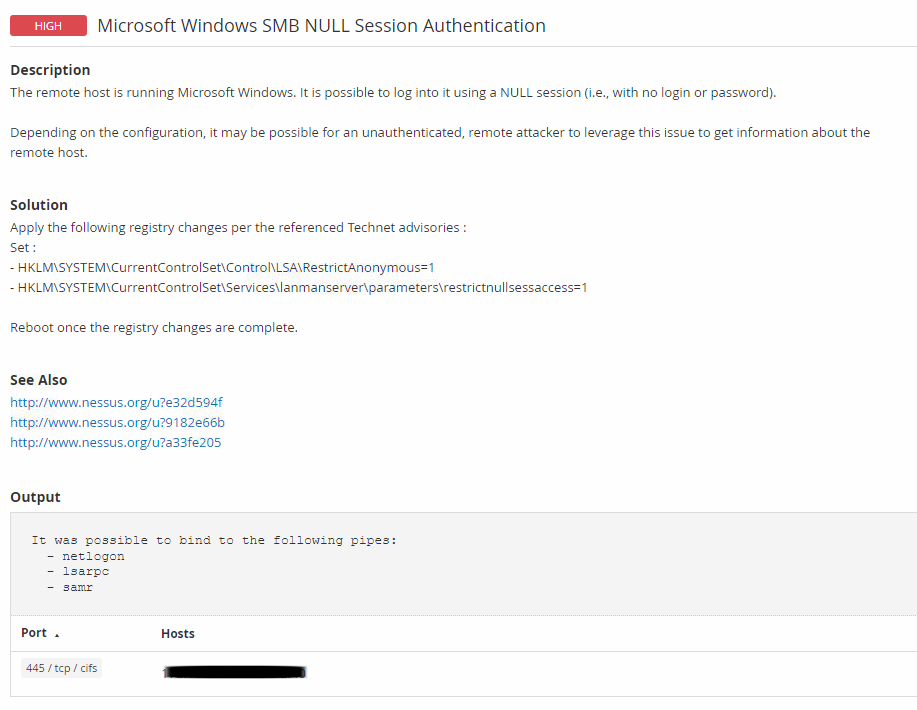 HIGH Microsoft Windows SMB NULL Session Authentication
Description
The remote host is running Microsoft Windows. It is possible to log into it using a NULL session (i.e., with no login or password).
Depending on the configuration, it may be possible for an unauthenticated, remote attacker to leverage this issue to get information about the
remote host.
Solution
Apply the following registry changes per the referenced Technet advisories :
Set :
- HKLM\SYSTEM\CurrentControlSet\Control\LSA\RestrictAnonymous=1
- HKLM\SYSTEM\CurrentControlSet\Services\lanmanserver\parameters\restrictnullsessaccess=1
Reboot once the registry changes are complete.
See Also
http://www.nessus.org/u?e32d594f
http://www.nessus.org/u?9182e66b
http://www.nessus.org/u?a33fe205
Output
It was possible to bind to the following pipes:
- netlogon
- lsarpc
- samr
Port ▲ Hosts
445 / tcp / cifs